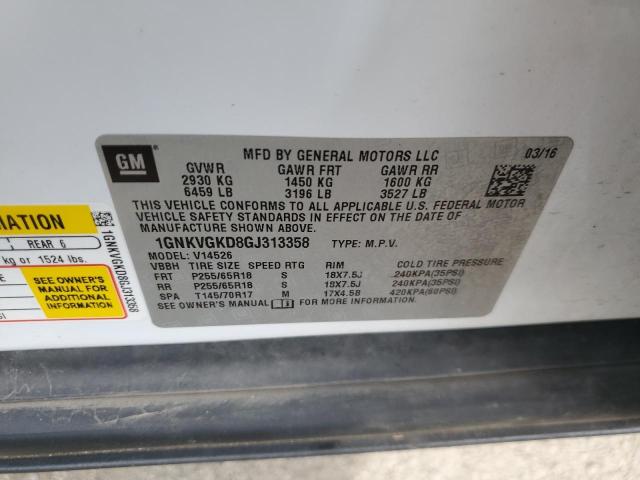 GM
MFD BY GENERAL MOTORS LLC 03/16
GVWR GAWR FRT GAWR RR
2930 KG 1450 KG 1600 KG
6459 LB 3196 LB 3527 LB
THIS VEHICLE CONFORMS TO ALL APPLICABLE U.S. FEDERAL MOTOR
VEHICLE SAFETY STANDARDS IN EFFECT ON THE DATE OF
MANUFACTURE SHOWN ABOVE.
1GNKVGKD8GJ313358 TYPE: M.P.V.
MODEL: V14526
VBBH TIRE SIZE SPEED RTG RIM COLD TIRE PRESSURE
FRT P255/65R18 S 18X7.5J 240KPA(35PSI)
RR P255/65R18 S 18X7.5J 240KPA(35PSI)
SPA T145/70R17 M 17X4.5B 420KPA(60PSI)
SEE OWNER'S MANUAL FOR MORE INFORMATION.
MATION
REAR 6
kg or 1524 lbs.
SEE OWNER'S
MANUAL FOR
ADDITIONAL
INFORMATION
1GNKVGKD8GJ313358